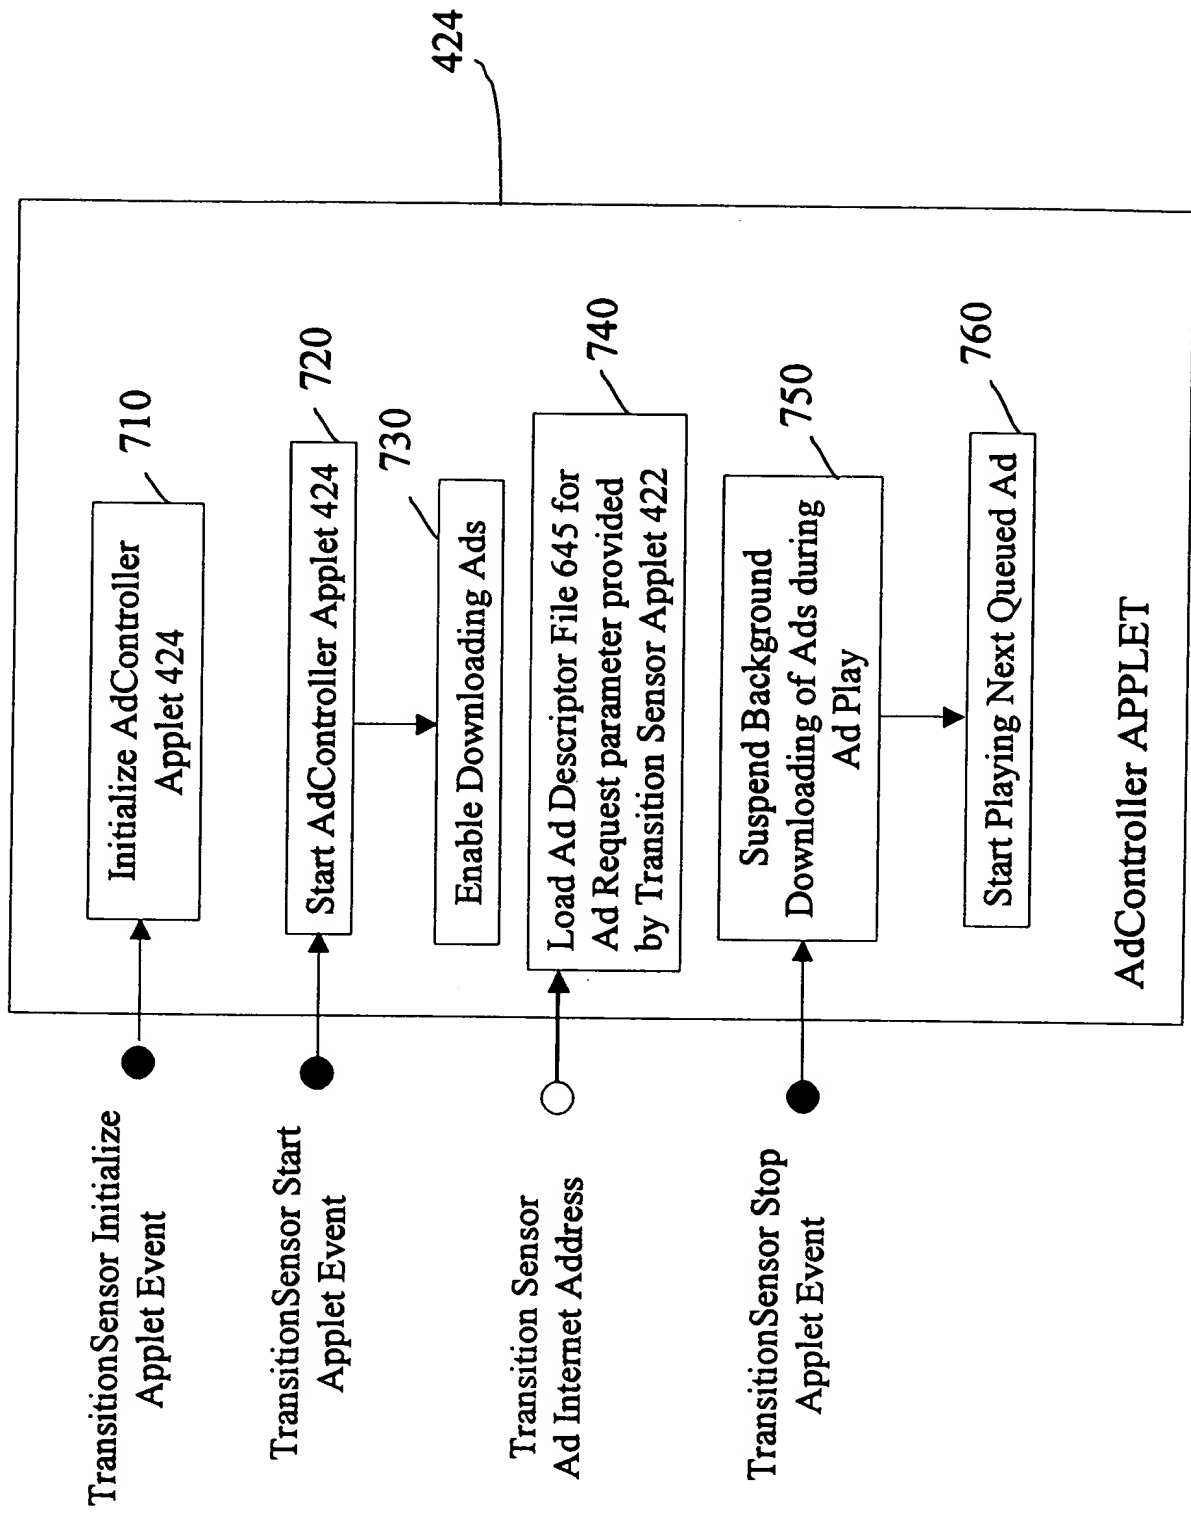 424
TransitionSensor Initialize
Applet Event
Initialize AdController
Applet 424
710
TransitionSensor Start
Applet Event
Start AdController Applet 424
720
Enable Downloading Ads
730
Transition Sensor
Ad Internet Address
Load Ad Descriptor File 645 for
Ad Request parameter provided
by Transition Sensor Applet 422
740
TransitionSensor Stop
Applet Event
Suspend Background
Downloading of Ads during
Ad Play
750
Start Playing Next Queued Ad
760
AdController APPLET